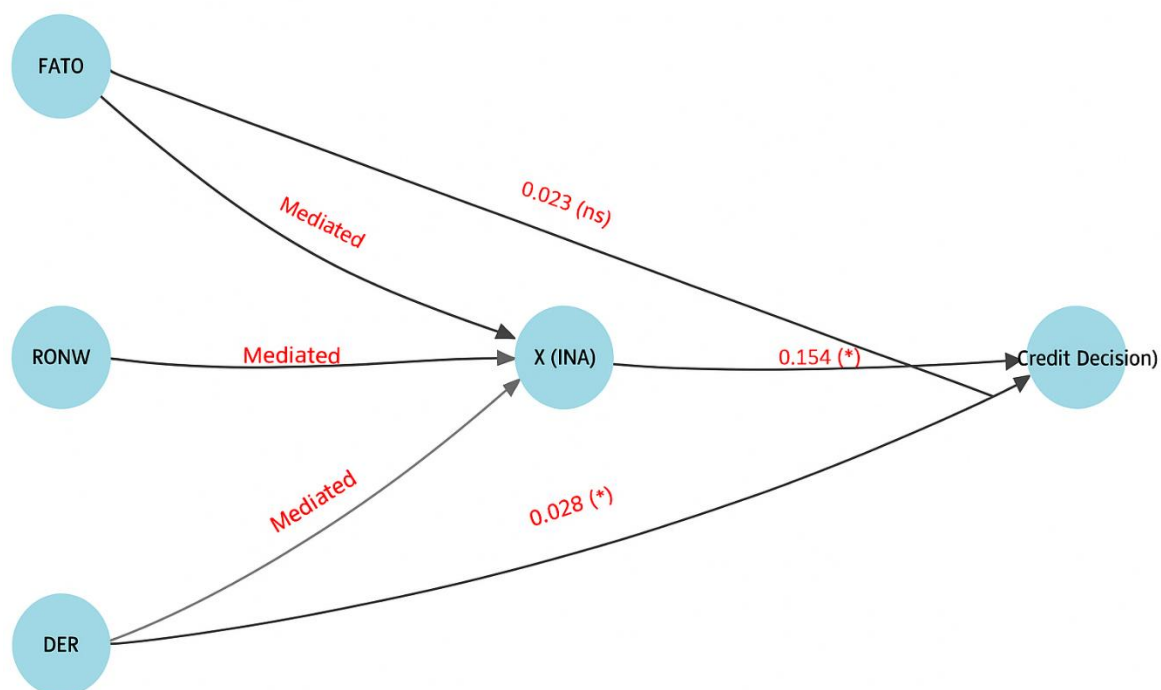 FATO
0.023 (ns)
Mediated
RONW
Mediated
X (INA)
0.154 (*)
Credit Decision)
Mediated
0.028 (*)
DER